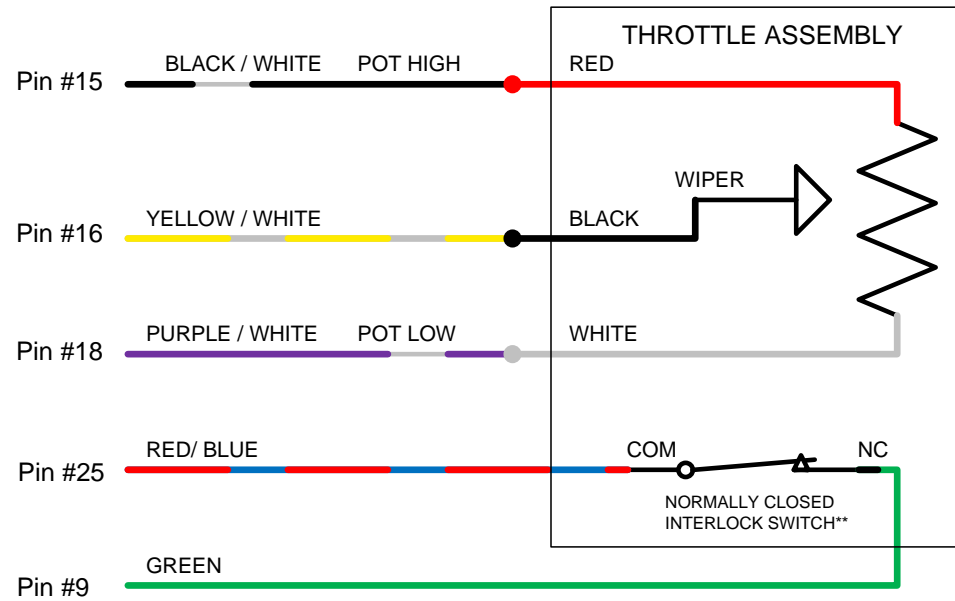 THROTTLE ASSEMBLY
Pin #15 BLACK / WHITE POT HIGH RED
WIPER
Pin #16 YELLOW / WHITE BLACK
Pin #18 PURPLE / WHITE POT LOW WHITE
Pin #25 RED/ BLUE COM NC
NORMALLY CLOSED
INTERLOCK SWITCH**
Pin #9 GREEN